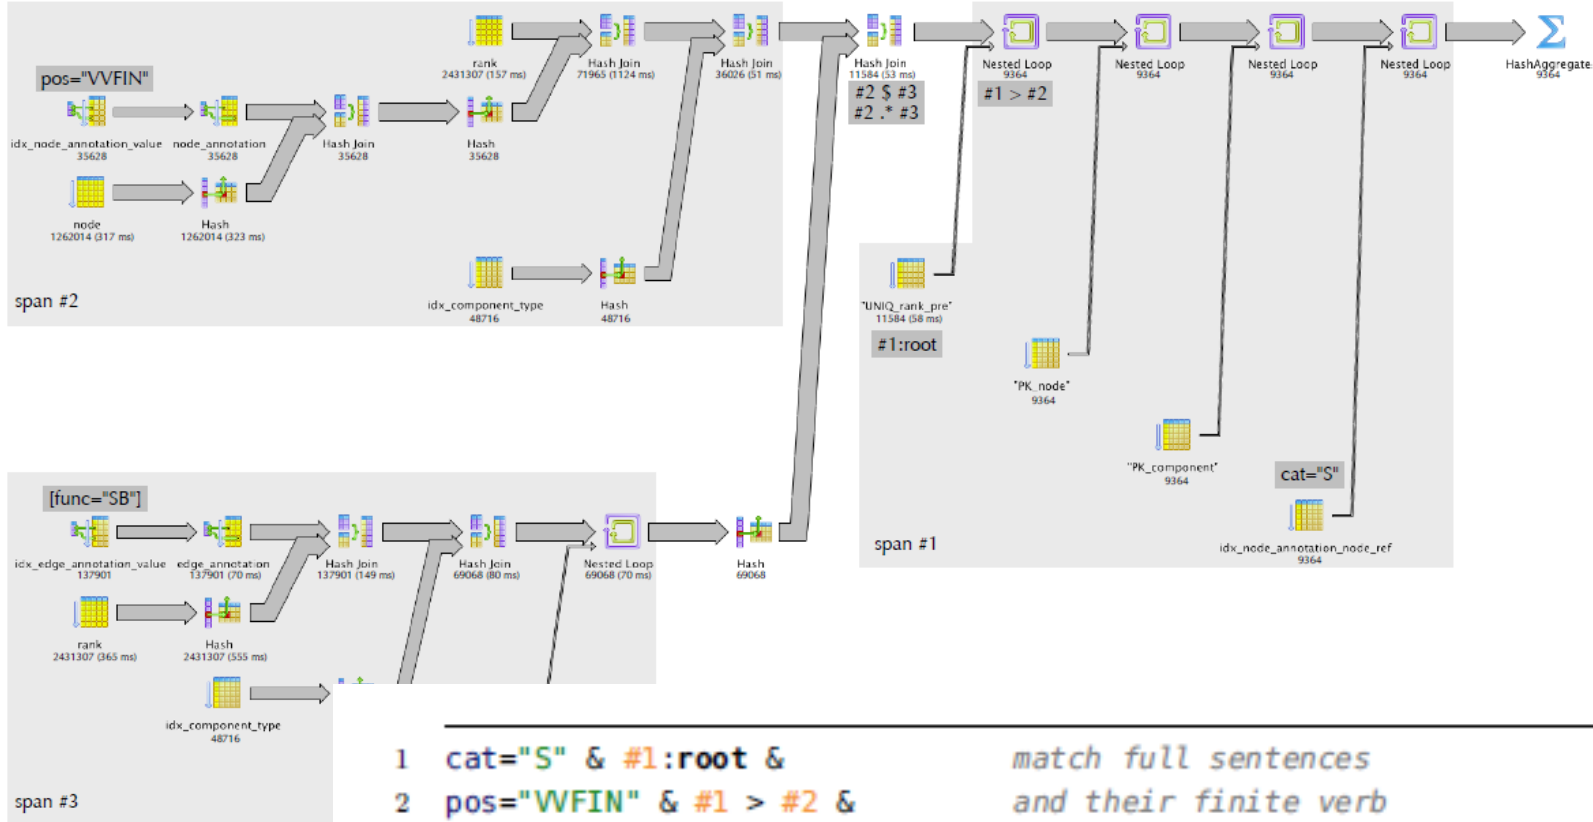 pos="VVFIN"
idx_node_annotation_value
35628
node_annotation
35628
Hash Join
35628
Hash
35628
rank
2431307 (157 ms)
Hash Join
71965 (1124 ms)
Hash Join
36026 (51 ms)
node
1262014 (317 ms)
Hash
1262014 (323 ms)
idx_component_type
48716
Hash
48716
span #2
Hash Join
11584 (53 ms)
#2 $ #3
#2 .* #3
Nested Loop
9364
#1 > #2
Nested Loop
9364
Nested Loop
9364
Nested Loop
9364
HashAggregate
9364
"UNIQ_rank_pre"
11584 (58 ms)
#1:root
"PK_node"
9364
"PK_component"
9364
cat="S"
idx_node_annotation_node_ref
9364
span #1
[func="SB"]
idx_edge_annotation_value
137901
edge_annotation
137901 (70 ms)
Hash Join
137901 (149 ms)
Hash Join
69068 (80 ms)
Nested Loop
69068 (70 ms)
Hash
69068
rank
2431307 (365 ms)
Hash
2431307 (555 ms)
idx_component_type
48716
span #3
1 cat="S" & #1:root & match full sentences
2 pos="VVFIN" & #1 > #2 & and their finite verb